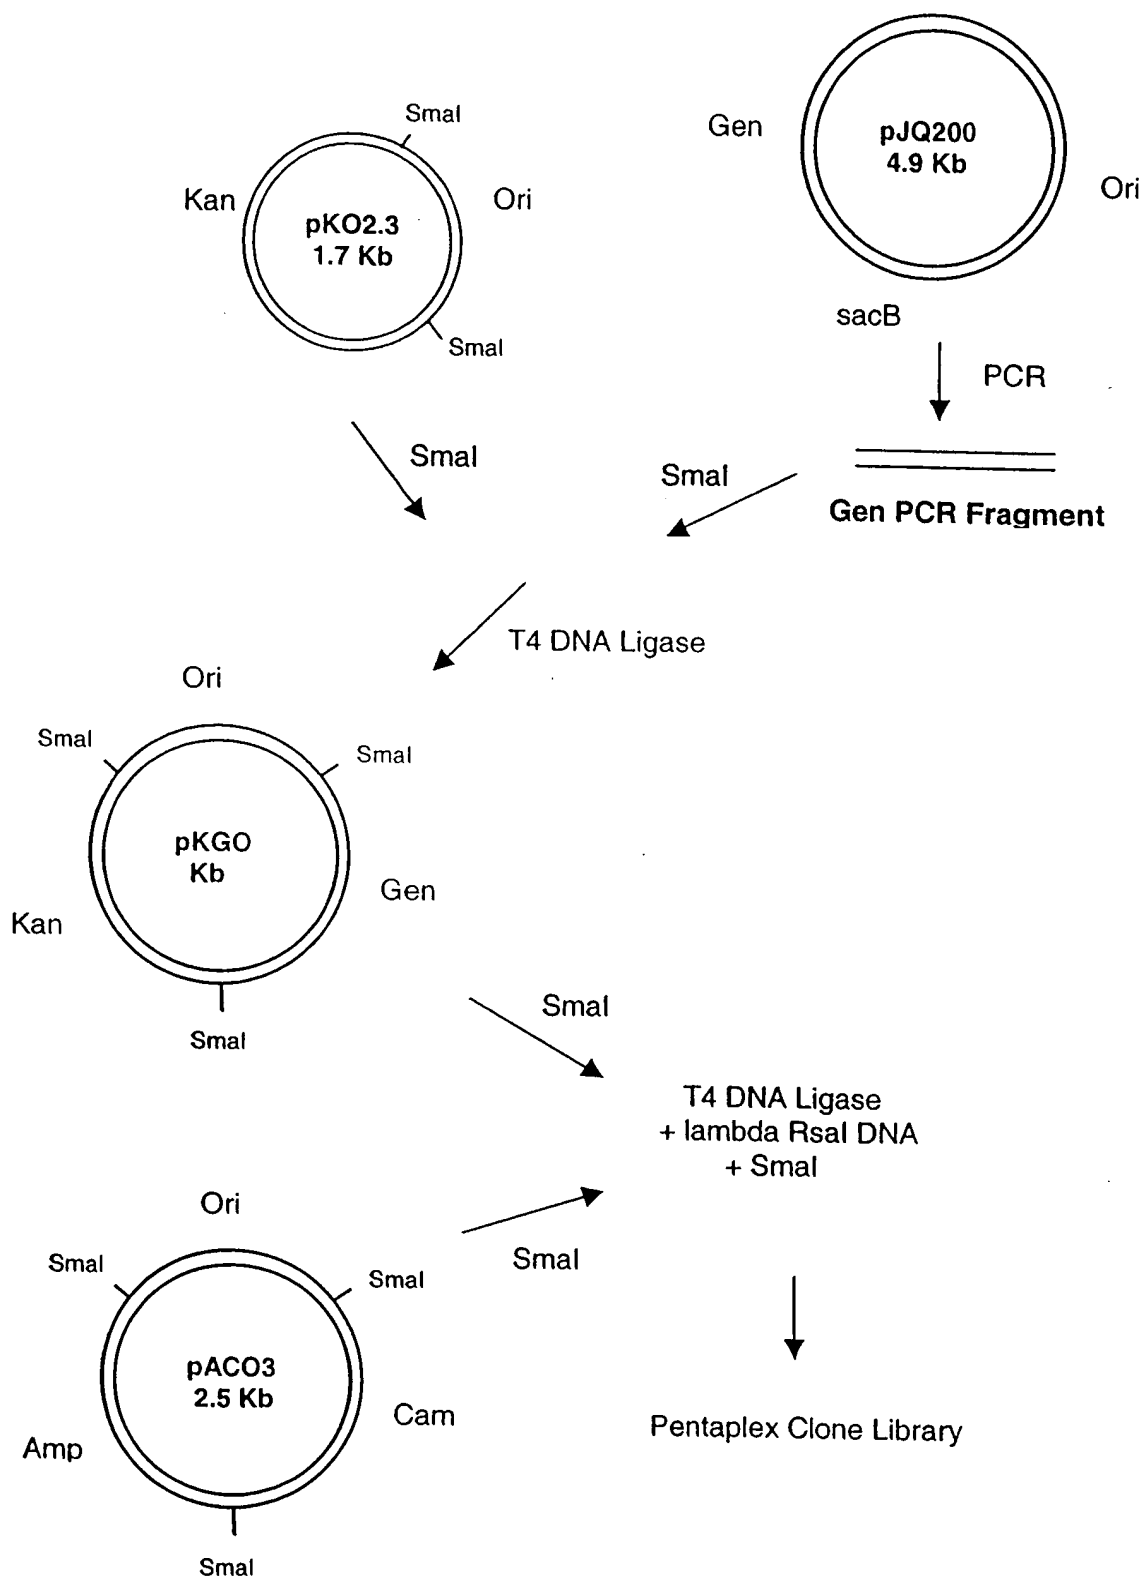 SmaI
Kan
Ori
pKO2.3
1.7 Kb
SmaI
Gen
pJQ200
4.9 Kb
Ori
sacB
PCR
SmaI
SmaI
Gen PCR Fragment
T4 DNA Ligase
Ori
SmaI
SmaI
pKGO
Kb
Gen
Kan
SmaI
SmaI
T4 DNA Ligase
+ lambda RsaI DNA
+ SmaI
Ori
SmaI
SmaI
SmaI
pACO3
2.5 Kb
Cam
Amp
SmaI
Pentaplex Clone Library